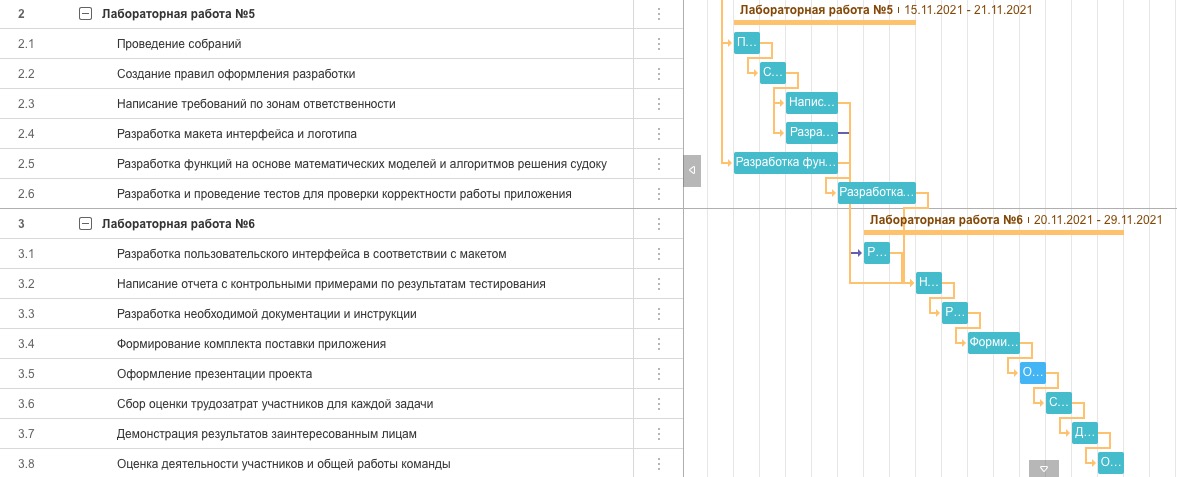 2 Лабораторная работа №5 Лабораторная работа №5 15.11.2021 - 21.11.2021
2.1 Проведение собраний П...
2.2 Создание правил оформления разработки С...
2.3 Написание требований по зонам ответственности Напис...
2.4 Разработка макета интерфейса и логотипа Разра...
2.5 Разработка функций на основе математических моделей и алгоритмов решения судоку Разработка фун...
2.6 Разработка и проведение тестов для проверки корректности работы приложения Разработка...
3 Лабораторная работа №6 Лабораторная работа №6 20.11.2021 - 29.11.2021
3.1 Разработка пользовательского интерфейса в соответствии с макетом Р...
3.2 Написание отчета с контрольными примерами по результатам тестирования Н...
3.3 Разработка необходимой документации и инструкции Р...
3.4 Формирование комплекта поставки приложения Форми...
3.5 Оформление презентации проекта О...
3.6 Сбор оценки трудозатрат участников для каждой задачи С...
3.7 Демонстрация результатов заинтересованным лицам Д...
3.8 Оценка деятельности участников и общей работы команды О...